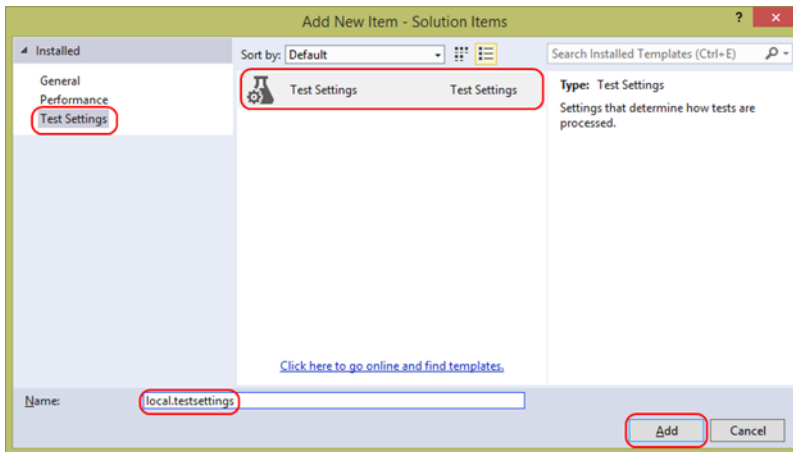 Add New Item - Solution Items
?
Installed
Sort by: Default
Search Installed Templates (Ctrl+E)
General
Performance
Test Settings
Test Settings Test Settings
Type: Test Settings
Settings that determine how tests are
processed.
Click here to go online and find templates.
Name: local.testsettings
Add Cancel